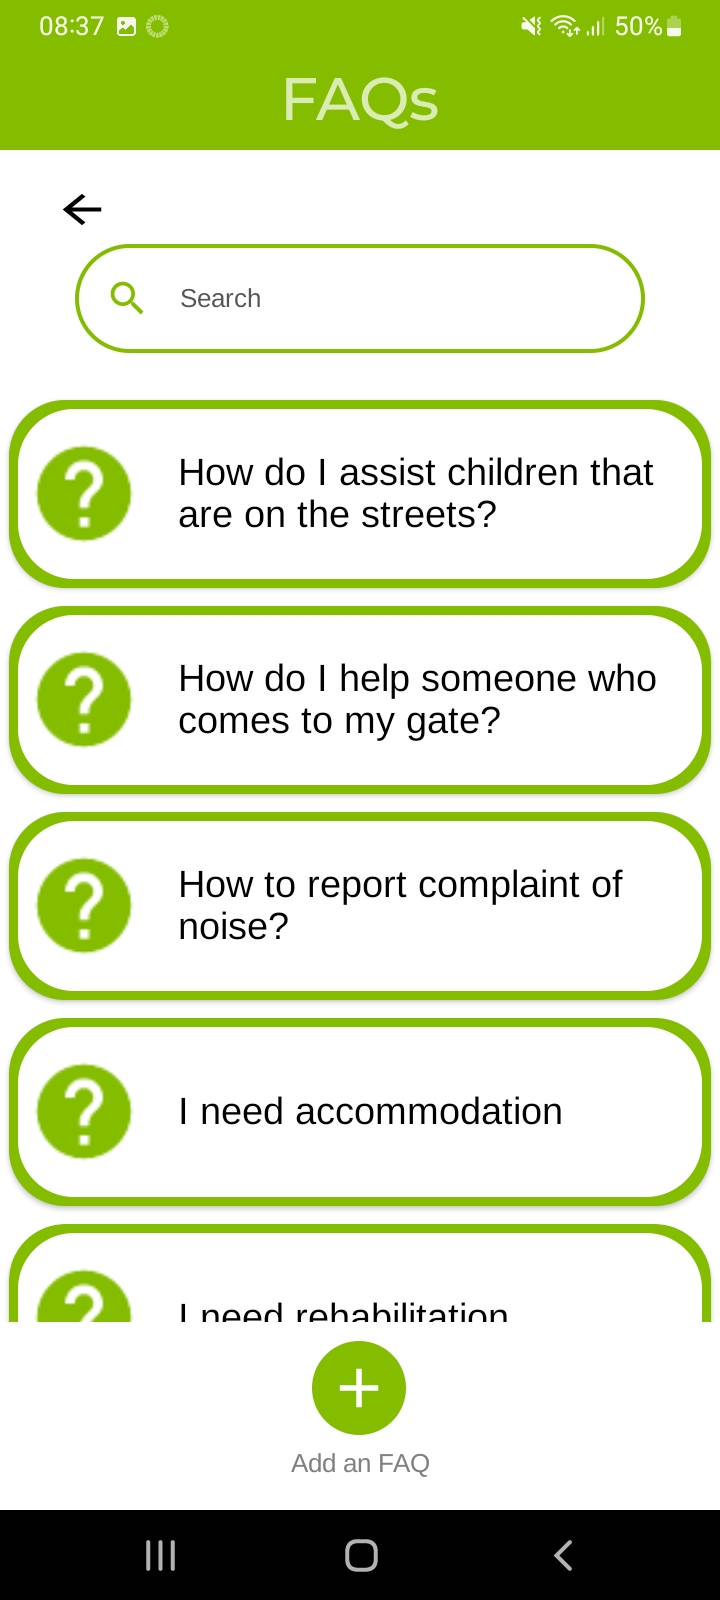 08:37
50%
FAQs
Search
How do I assist children that
are on the streets?
How do I help someone who
comes to my gate?
How to report complaint of
noise?
I need accommodation
I need rehabilitation
Add an FAQ